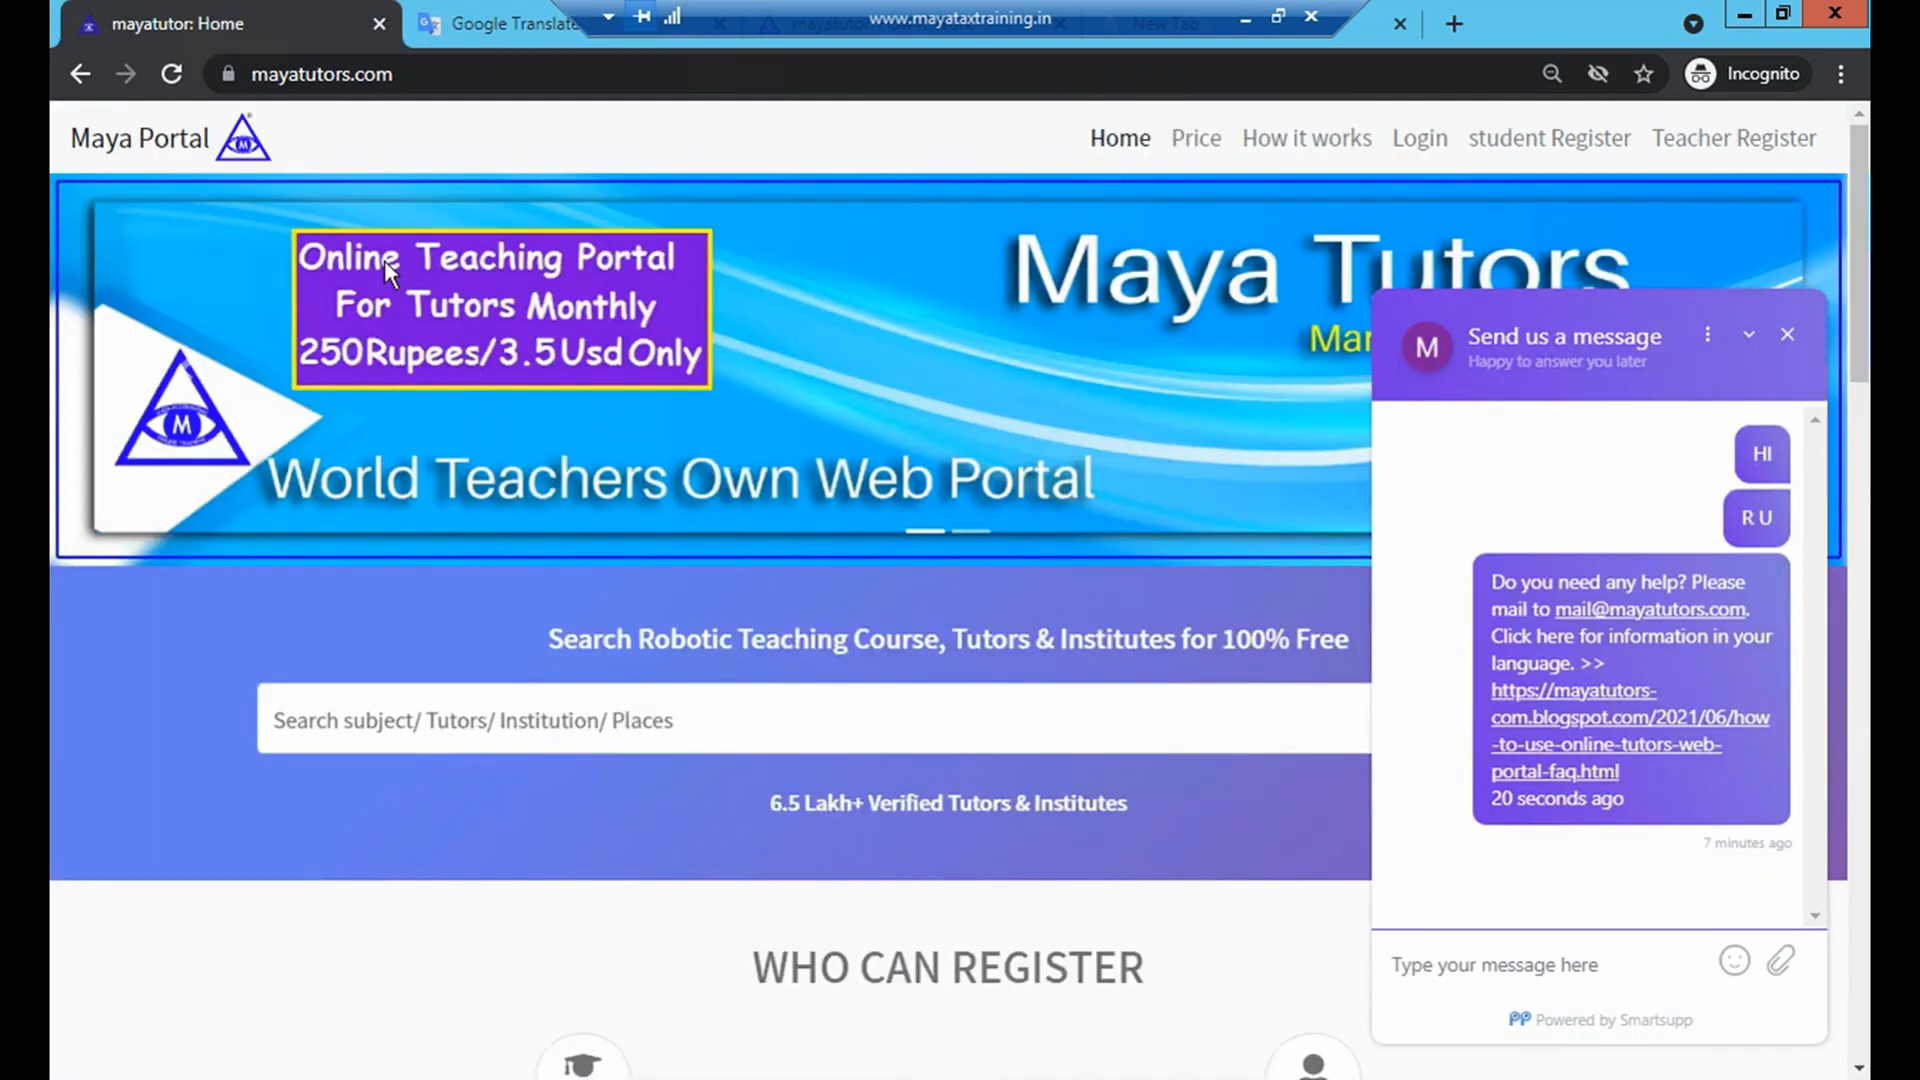 mayatutor: Home
Google Translate
www.mayataxtraining.in
New Tab
mayatutors.com
Incognito
Maya Portal
M
Home Price How it works Login student Register Teacher Register
Online Teaching Portal
For Tutors Monthly
250Rupees/3.5Usd Only
Maya Tutors
M
World Teachers Own Web Portal
Search Robotic Teaching Course, Tutors & Institutes for 100% Free
Search subject/ Tutors/ Institution/ Places
6.5 Lakh+ Verified Tutors & Institutes
WHO CAN REGISTER
M
Send us a message
Happy to answer you later
HI
R U
Do you need any help? Please
mail to mail@mayatutors.com.
Click here for information in your
language. >>
https://mayatutors-
com.blogspot.com/2021/06/how
-to-use-online-tutors-web-
portal-faq.html
20 seconds ago
7 minutes ago
Type your message here
Powered by Smartsupp